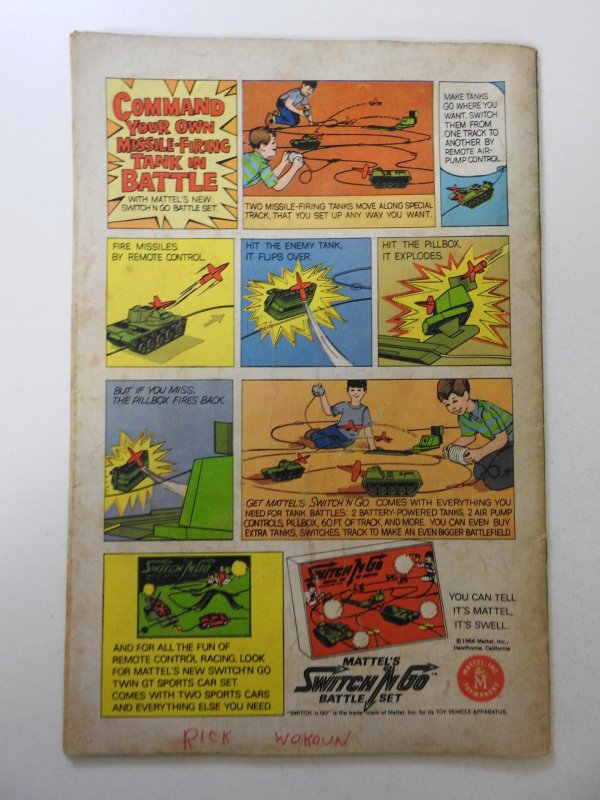 COMMAND
YOUR OWN
MISSILE-FIRING
TANK IN
BATTLE
WITH MATTEL'S NEW
SWITCH'N GO BATTLE SET.
TWO MISSILE-FIRING TANKS MOVE ALONG SPECIAL
TRACK, THAT YOU SET UP ANY WAY YOU WANT.
MAKE TANKS
GO WHERE YOU
WANT. SWITCH
THEM FROM
ONE TRACK TO
ANOTHER BY
REMOTE AIR-
PUMP CONTROL.
FIRE MISSILES
BY REMOTE CONTROL.
HIT THE ENEMY TANK,
IT FLIPS OVER.
HIT THE PILLBOX,
IT EXPLODES.
BUT IF YOU MISS,
THE PILLBOX FIRES BACK.
GET MATTEL'S SWITCH 'N GO COMES WITH EVERYTHING YOU
NEED FOR TANK BATTLES: 2 BATTERY-POWERED TANKS, 2 AIR PUMP
CONTROLS, PILLBOX, 60 FT OF TRACK, AND MORE. YOU CAN EVEN BUY
EXTRA TANKS, SWITCHES, TRACK TO MAKE AN EVEN BIGGER BATTLEFIELD.
SWITCH 'N GO
AND FOR ALL THE FUN OF
REMOTE CONTROL RACING, LOOK
FOR MATTEL'S NEW SWITCH'N GO
TWIN GT SPORTS CAR SET.
COMES WITH TWO SPORTS CARS
AND EVERYTHING ELSE YOU NEED.
SWITCH 'N GO
MATTEL'S
SWITCH 'N GO™
BATTLE SET
YOU CAN TELL
IT'S MATTEL,
IT'S SWELL.
©1966 Mattel, Inc.,
Hawthorne, California
MATTEL, INC.
M
TOYMAKERS
"SWITCH 'n GO" is the trade mark of Mattel, Inc. for its TOY VEHICLE APPARATUS.
RICK WOKOUN